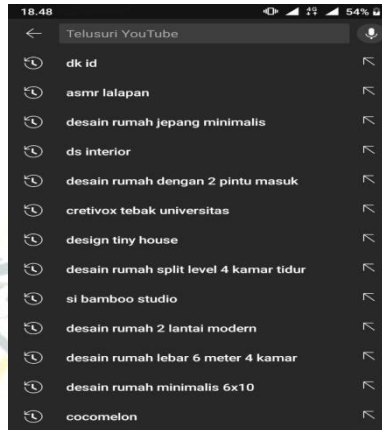 18.48
4G
54%
Telusuri YouTube
dk id
asmr lalapan
desain rumah jepang minimalis
ds interior
desain rumah dengan 2 pintu masuk
cretivox tebak universitas
design tiny house
desain rumah split level 4 kamar tidur
si bamboo studio
desain rumah 2 lantai modern
desain rumah lebar 6 meter 4 kamar
desain rumah minimalis 6x10
cocomelon